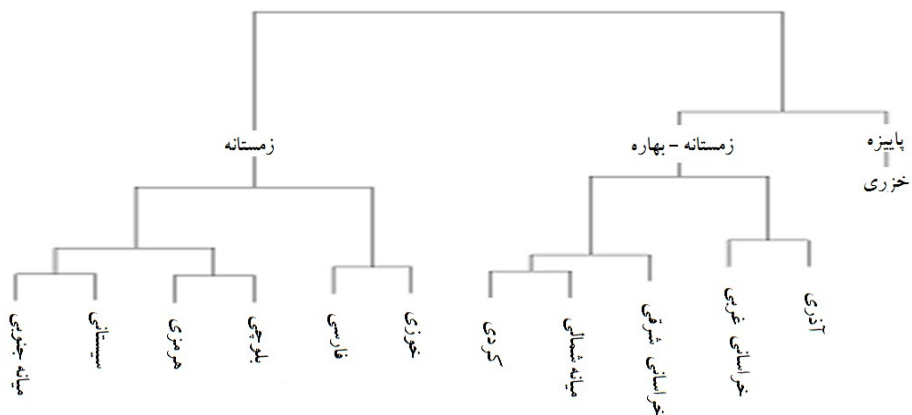 پاییزه
زمستانه - بهاره
زمستانه
خزری
آذری
خراسانی غربی
خراسانی شرقی
میانه شمالی
کردی
خوزی
فارسی
بلوچی
هرمزی
سیستانی
میانه جنوبی